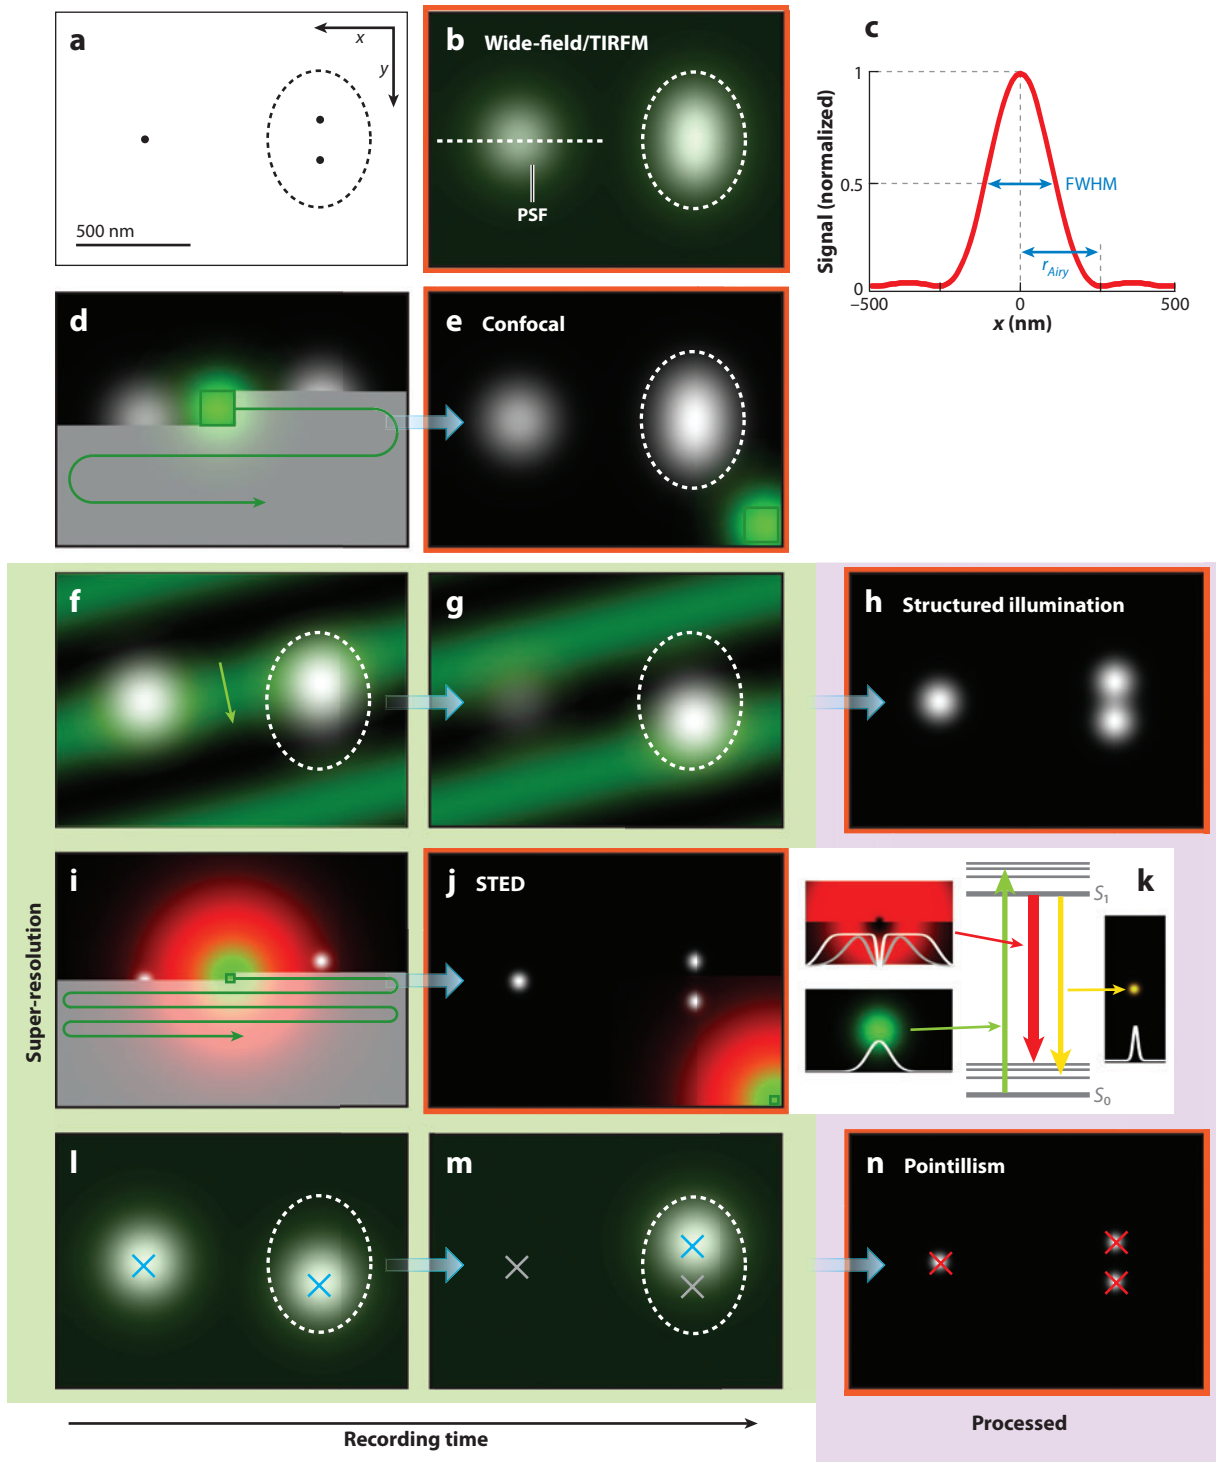 a
x
y
500 nm
b Wide-field/TIRFM
PSF
c
Signal (normalized)
1
0.5
0
FWHM
r_Airy
−500
0
500
x (nm)
d
e Confocal
Super-resolution
f
g
h Structured illumination
i
j STED
k
S₁
S₀
l
m
n Pointillism
Recording time
Processed